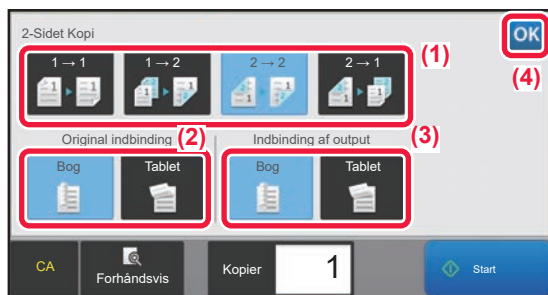 2-Sidet Kopi
OK
1 → 1
1 → 2
2 → 2
2 → 1
(1)
(4)
Original indbinding
(2)
Indbinding af output
(3)
Bog
Tablet
Bog
Tablet
CA
Forhåndsvis
Kopier
1
Start